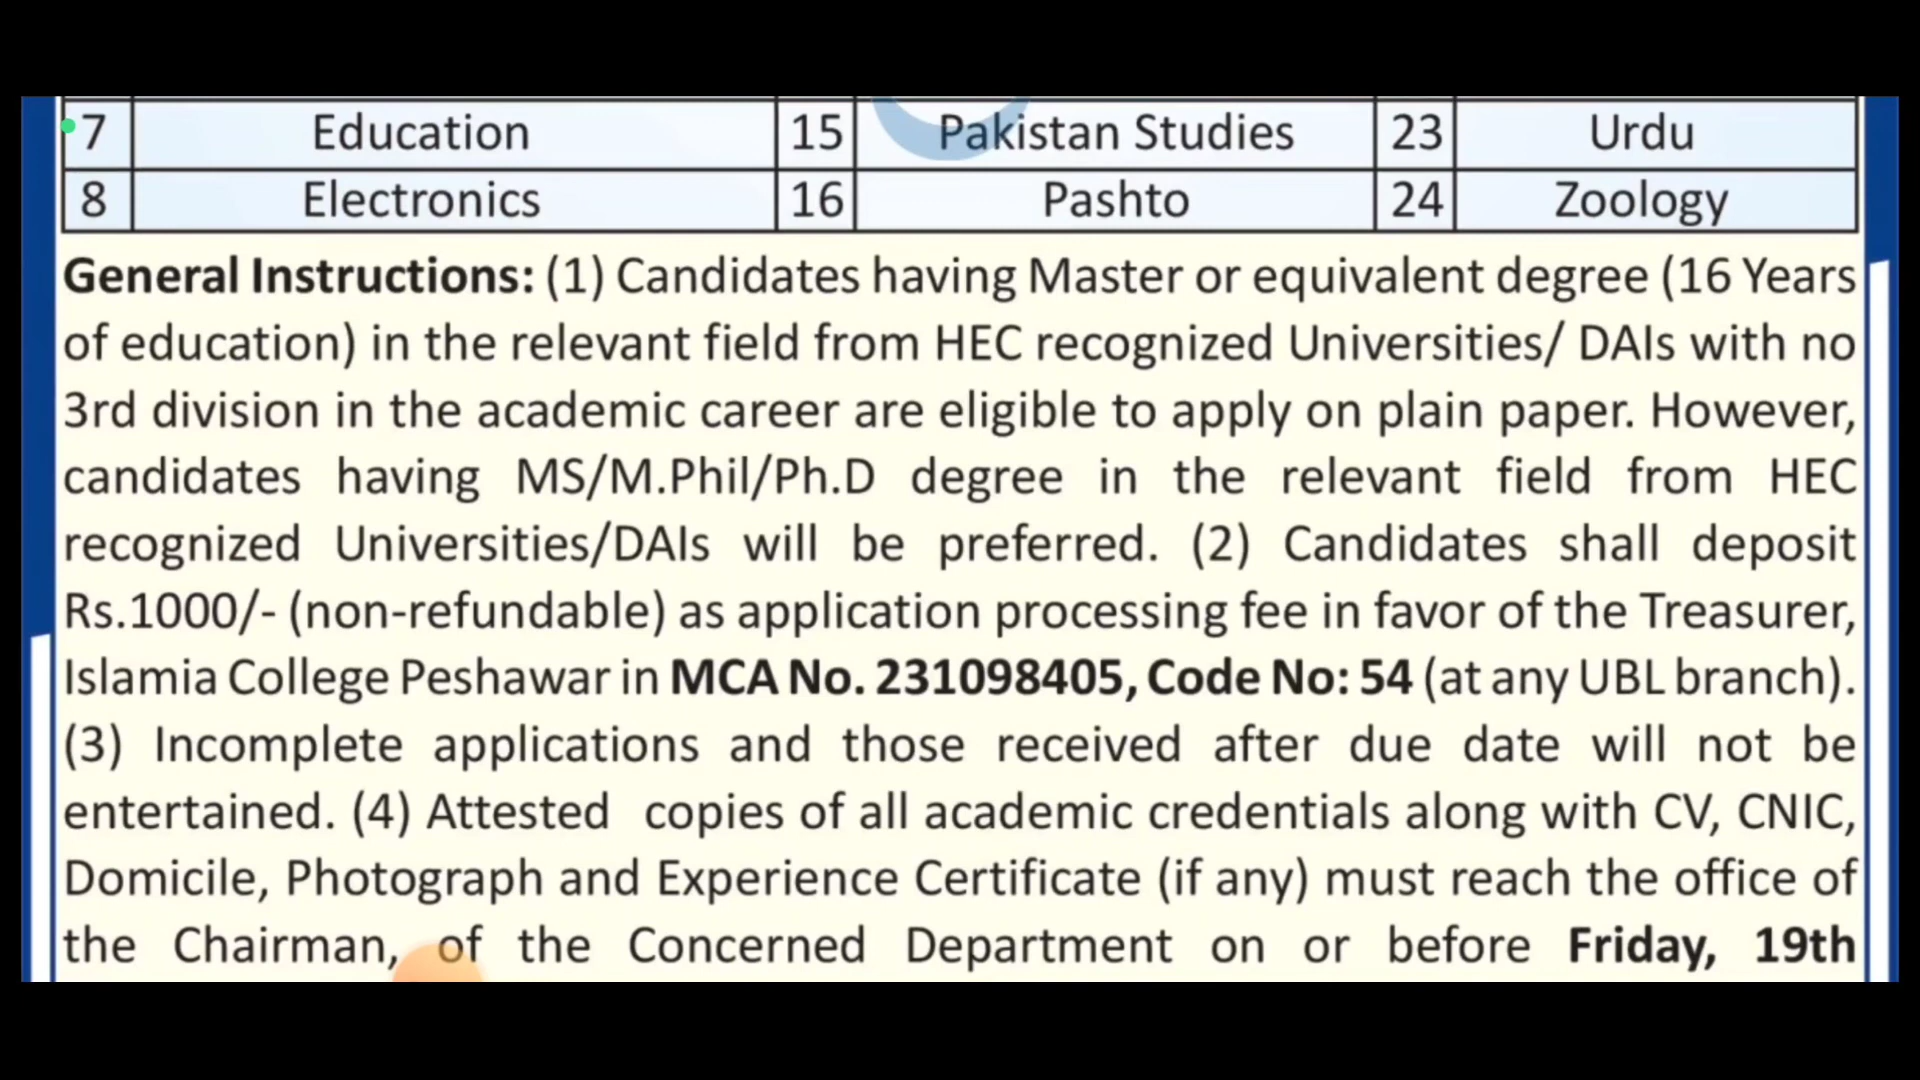 7 Education 15 Pakistan Studies 23 Urdu
8 Electronics 16 Pashto 24 Zoology
General Instructions: (1) Candidates having Master or equivalent degree (16 Years
of education) in the relevant field from HEC recognized Universities/ DAIs with no
3rd division in the academic career are eligible to apply on plain paper. However,
candidates having MS/M.Phil/Ph.D degree in the relevant field from HEC
recognized Universities/DAIs will be preferred. (2) Candidates shall deposit
Rs.1000/- (non-refundable) as application processing fee in favor of the Treasurer,
Islamia College Peshawar in MCA No. 231098405, Code No: 54 (at any UBL branch).
(3) Incomplete applications and those received after due date will not be
entertained. (4) Attested copies of all academic credentials along with CV, CNIC,
Domicile, Photograph and Experience Certificate (if any) must reach the office of
the Chairman, of the Concerned Department on or before Friday, 19th